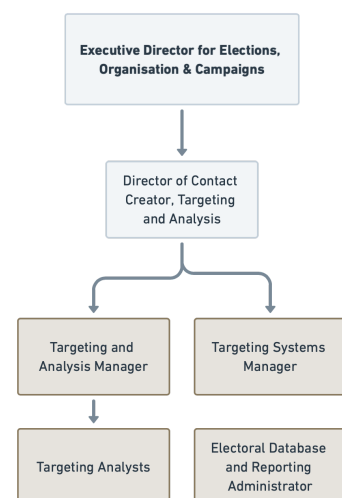 Executive Director for Elections,
Organisation & Campaigns
Director of Contact
Creator, Targeting
and Analysis
Targeting and
Analysis Manager
Targeting Systems
Manager
Targeting Analysts
Electoral Database
and Reporting
Administrator